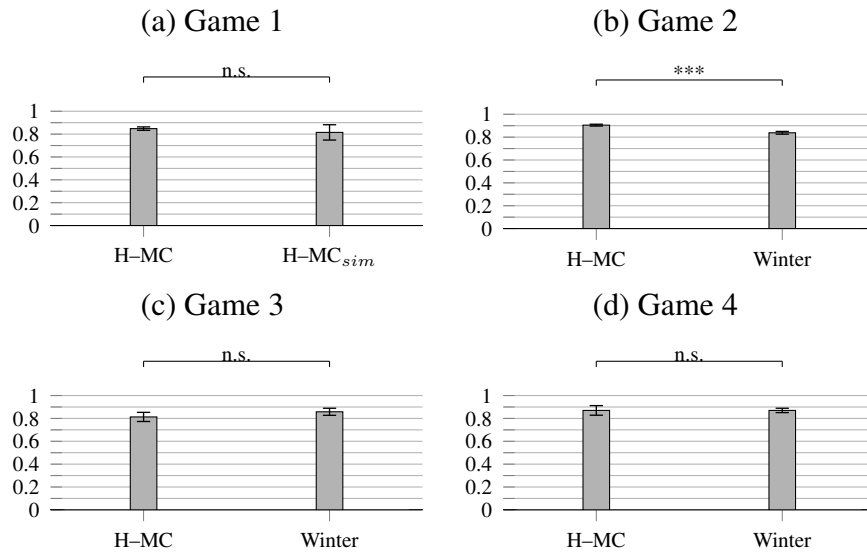 (a) Game 1
n.s.
1
0.8
0.6
0.4
0.2
0
H–MC H–MC_sim
(b) Game 2
***
1
0.8
0.6
0.4
0.2
0
H–MC Winter
(c) Game 3
n.s.
1
0.8
0.6
0.4
0.2
0
H–MC Winter
(d) Game 4
n.s.
1
0.8
0.6
0.4
0.2
0
H–MC Winter